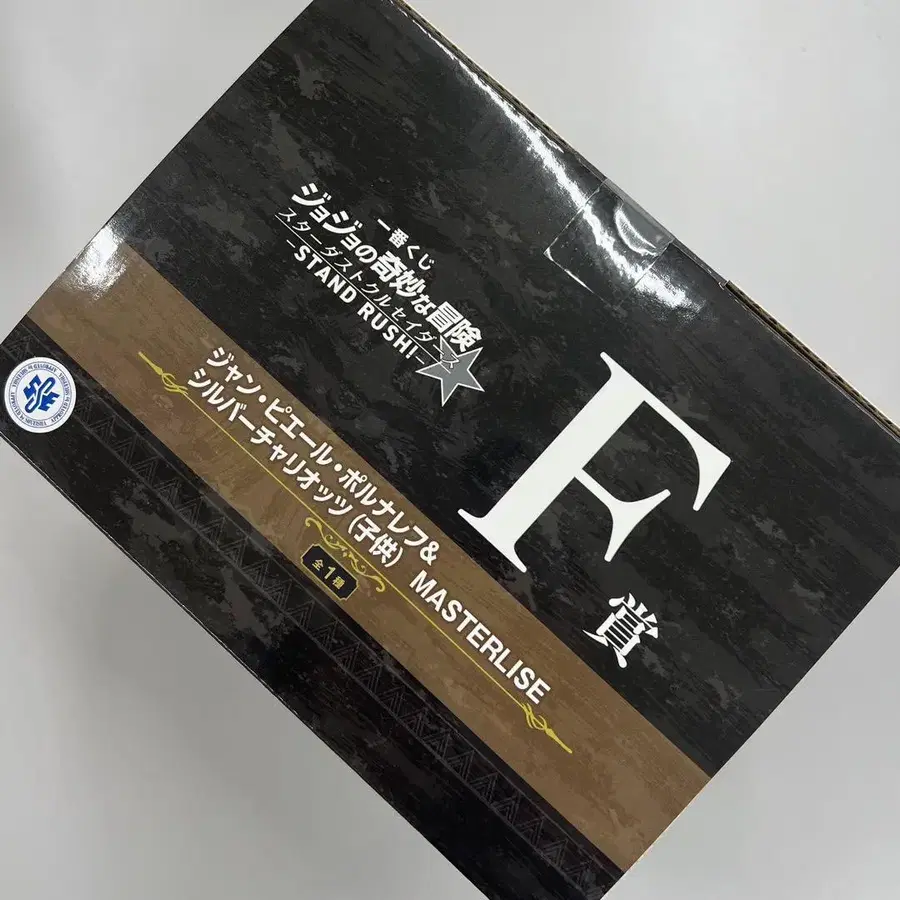 一番くじ
ジョジョの奇妙な冒険
スターダストクルセイダース
-STAND RUSH!-
F
賞
ジャン・ピエール・ポルナレフ&
シルバーチャリオッツ(子供) MASTERLISE
全1種